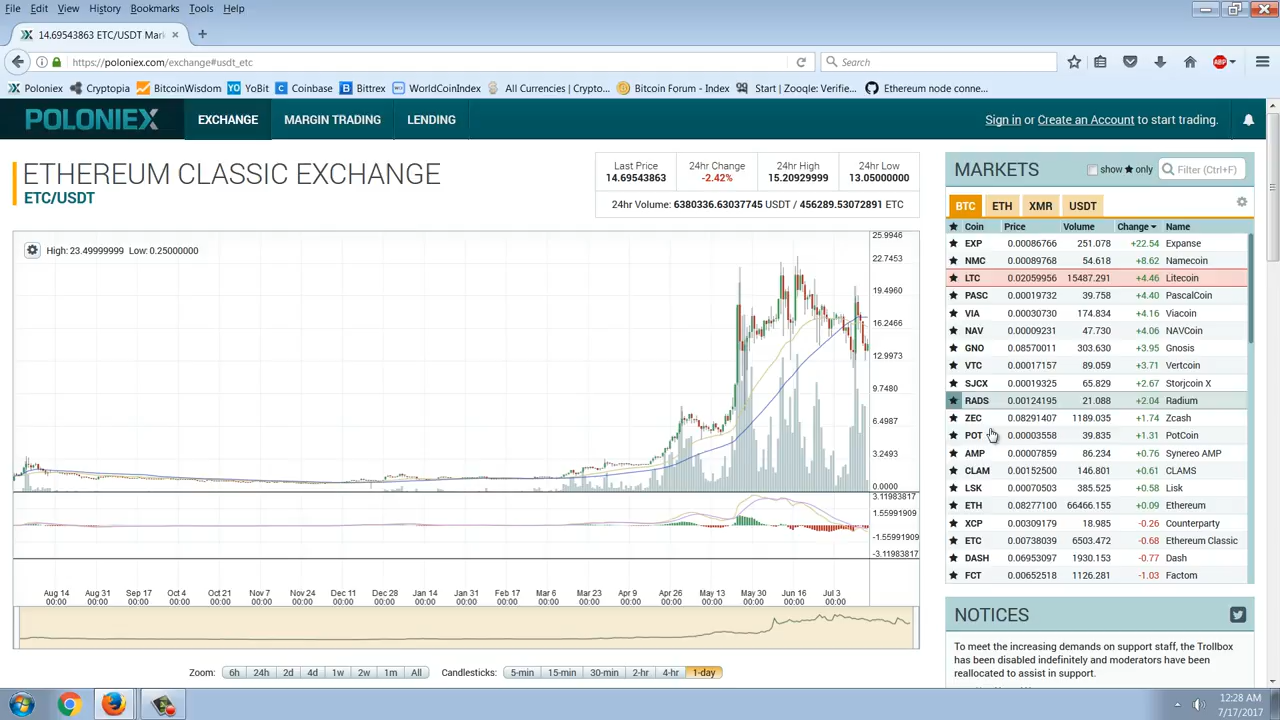 File Edit View History Bookmarks Tools Help
14.69543863 ETC/USDT Mar
https://poloniex.com/exchange#usdt_etc
Search
Poloniex Cryptopia BitcoinWisdom YoBit Coinbase Bittrex WorldCoinIndex All Currencies | Crypto... Bitcoin Forum - Index Start | Zooqle: Verifie... Ethereum node conne...
POLONIEX EXCHANGE MARGIN TRADING LENDING Sign in or Create an Account to start trading.
ETHEREUM CLASSIC EXCHANGE
ETC/USDT
Last Price 24hr Change 24hr High 24hr Low
14.69543863 -2.42% 15.20929999 13.05000000
24hr Volume: 6380336.63037745 USDT / 456289.53072891 ETC
High: 23.49999999 Low: 0.25000000
25.9946
22.7453
19.4960
16.2466
12.9973
9.7480
6.4987
3.2493
0.0000
3.11983817
1.55991909
-1.55991909
-3.11983817
Aug 14 Aug 31 Sep 17 Oct 4 Oct 21 Nov 7 Nov 24 Dec 11 Dec 28 Jan 14 Jan 31 Feb 17 Mar 6 Mar 23 Apr 9 Apr 26 May 13 May 30 Jun 16 Jul 3
00:00 00:00 00:00 00:00 00:00 00:00 00:00 00:00 00:00 00:00 00:00 00:00 00:00 00:00 00:00 00:00 00:00 00:00 00:00 00:00
Zoom: 6h 24h 2d 4d 1w 2w 1m All Candlesticks: 5-min 15-min 30-min 2-hr 4-hr 1-day
MARKETS show ★ only Filter (Ctrl+F)
BTC ETH XMR USDT
★ Coin Price Volume Change Name
★ EXP 0.00086766 251.078 +22.54 Expanse
★ NMC 0.00089768 54.618 +8.62 Namecoin
★ LTC 0.02059956 15487.291 +4.46 Litecoin
★ PASC 0.00019732 39.758 +4.40 PascalCoin
★ VIA 0.00030730 174.834 +4.16 Viacoin
★ NAV 0.00009231 47.730 +4.06 NAVCoin
★ GNO 0.08570011 303.630 +3.95 Gnosis
★ VTC 0.00017157 89.059 +3.71 Vertcoin
★ SJCX 0.00019325 65.829 +2.67 Storjcoin X
★ RADS 0.00124195 21.088 +2.04 Radium
★ ZEC 0.08291407 1189.035 +1.74 Zcash
★ POT 0.00003558 39.835 +1.31 PotCoin
★ AMP 0.00007859 86.234 +0.76 Synereo AMP
★ CLAM 0.00152500 146.801 +0.61 CLAMS
★ LSK 0.00070503 385.525 +0.58 Lisk
★ ETH 0.08277100 66466.155 +0.09 Ethereum
★ XCP 0.00309179 18.985 -0.26 Counterparty
★ ETC 0.00738039 6503.472 -0.68 Ethereum Classic
★ DASH 0.06953097 1930.153 -0.77 Dash
★ FCT 0.00652518 1126.281 -1.03 Factom
NOTICES
To meet the increasing demands on support staff, the Trollbox
has been disabled indefinitely and moderators have been
reallocated to assist in support.
12:28 AM
7/17/2017